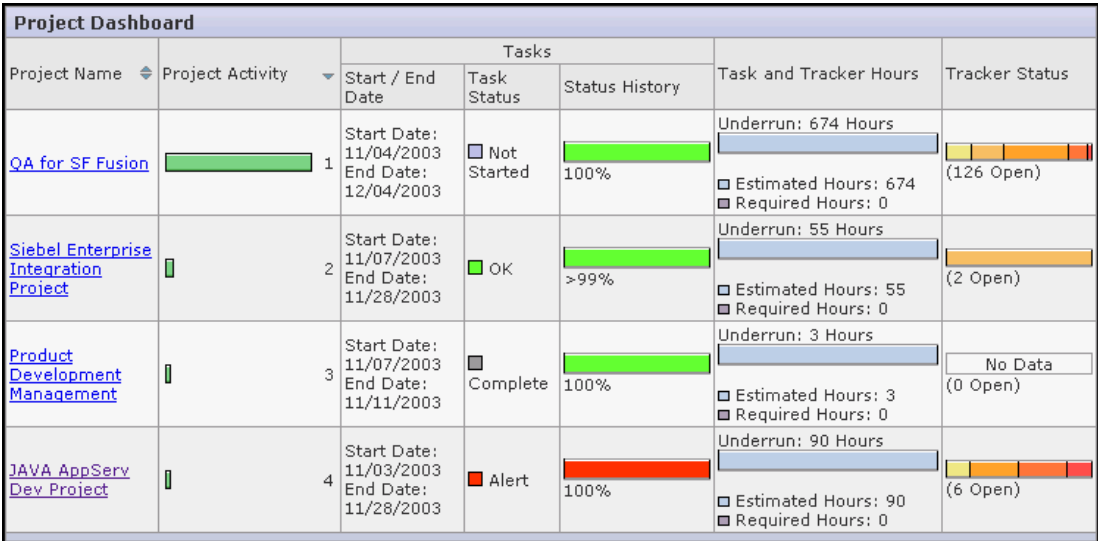 Project Dashboard
Project Name
Project Activity
Tasks
Start / End
Date
Task
Status
Status History
Task and Tracker Hours
Tracker Status
QA for SF Fusion
1
Start Date:
11/04/2003
End Date:
12/04/2003
Not
Started
100%
Underrun: 674 Hours
Estimated Hours: 674
Required Hours: 0
(126 Open)
Siebel Enterprise
Integration
Project
2
Start Date:
11/07/2003
End Date:
11/28/2003
OK
>99%
Underrun: 55 Hours
Estimated Hours: 55
Required Hours: 0
(2 Open)
Product
Development
Management
3
Start Date:
11/07/2003
End Date:
11/11/2003
Complete
100%
Underrun: 3 Hours
Estimated Hours: 3
Required Hours: 0
No Data
(0 Open)
JAVA AppServ
Dev Project
4
Start Date:
11/03/2003
End Date:
11/28/2003
Alert
100%
Underrun: 90 Hours
Estimated Hours: 90
Required Hours: 0
(6 Open)